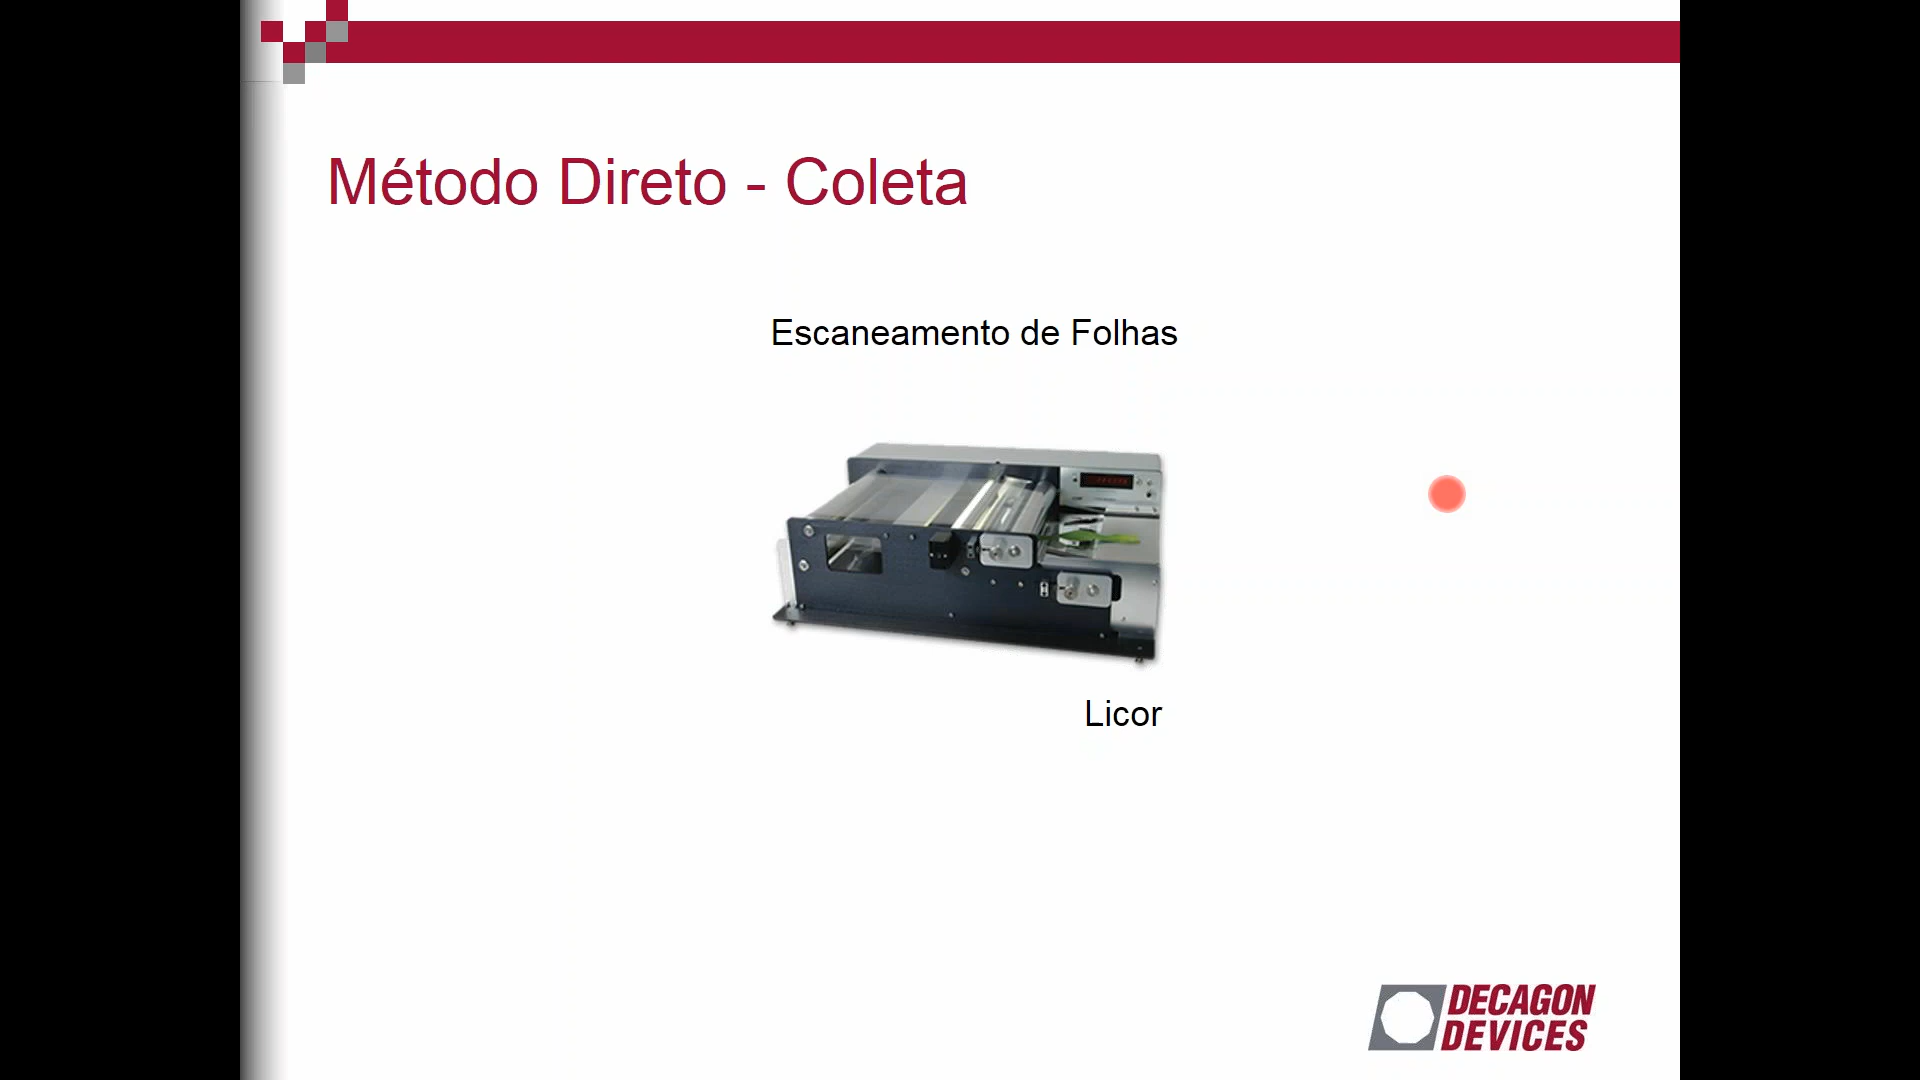 Método Direto - Coleta
Escaneamento de Folhas
Licor
DECAGON
DEVICES